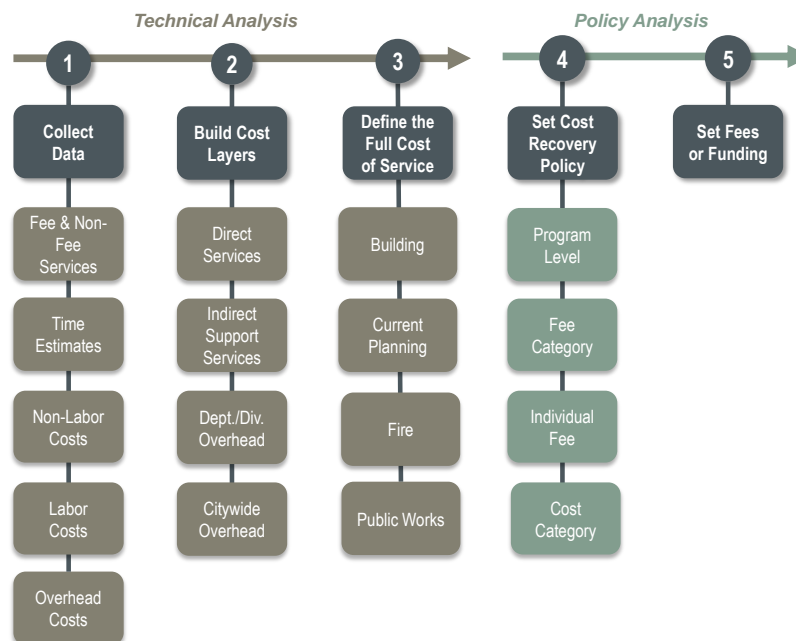 Technical Analysis
Policy Analysis
1
2
3
4
5
Collect
Data
Build Cost
Layers
Define the
Full Cost
of Service
Set Cost
Recovery
Policy
Set Fees
or Funding
Fee & Non-
Fee
Services
Time
Estimates
Non-Labor
Costs
Labor
Costs
Overhead
Costs
Direct
Services
Indirect
Support
Services
Dept./Div.
Overhead
Citywide
Overhead
Building
Current
Planning
Fire
Public Works
Program
Level
Fee
Category
Individual
Fee
Cost
Category